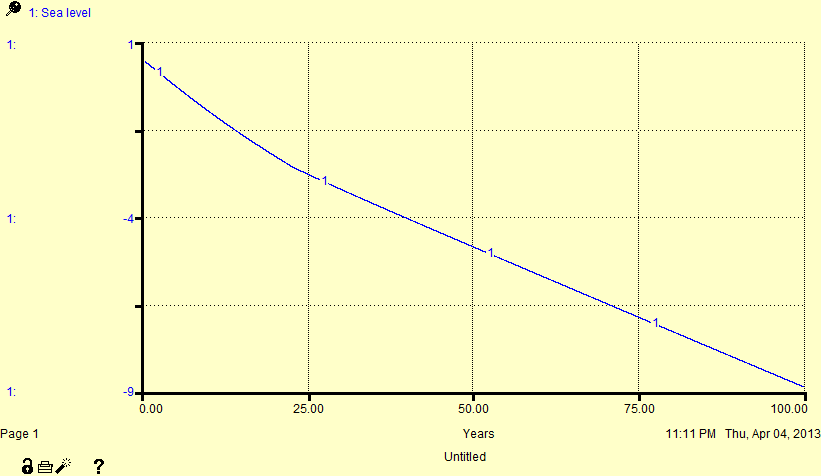 1: Sea level
1: 1
1
1
1: -4
1
1
1: -9
0.00 25.00 50.00 75.00 100.00
Page 1 Years 11:11 PM Thu, Apr 04, 2013
Untitled
?